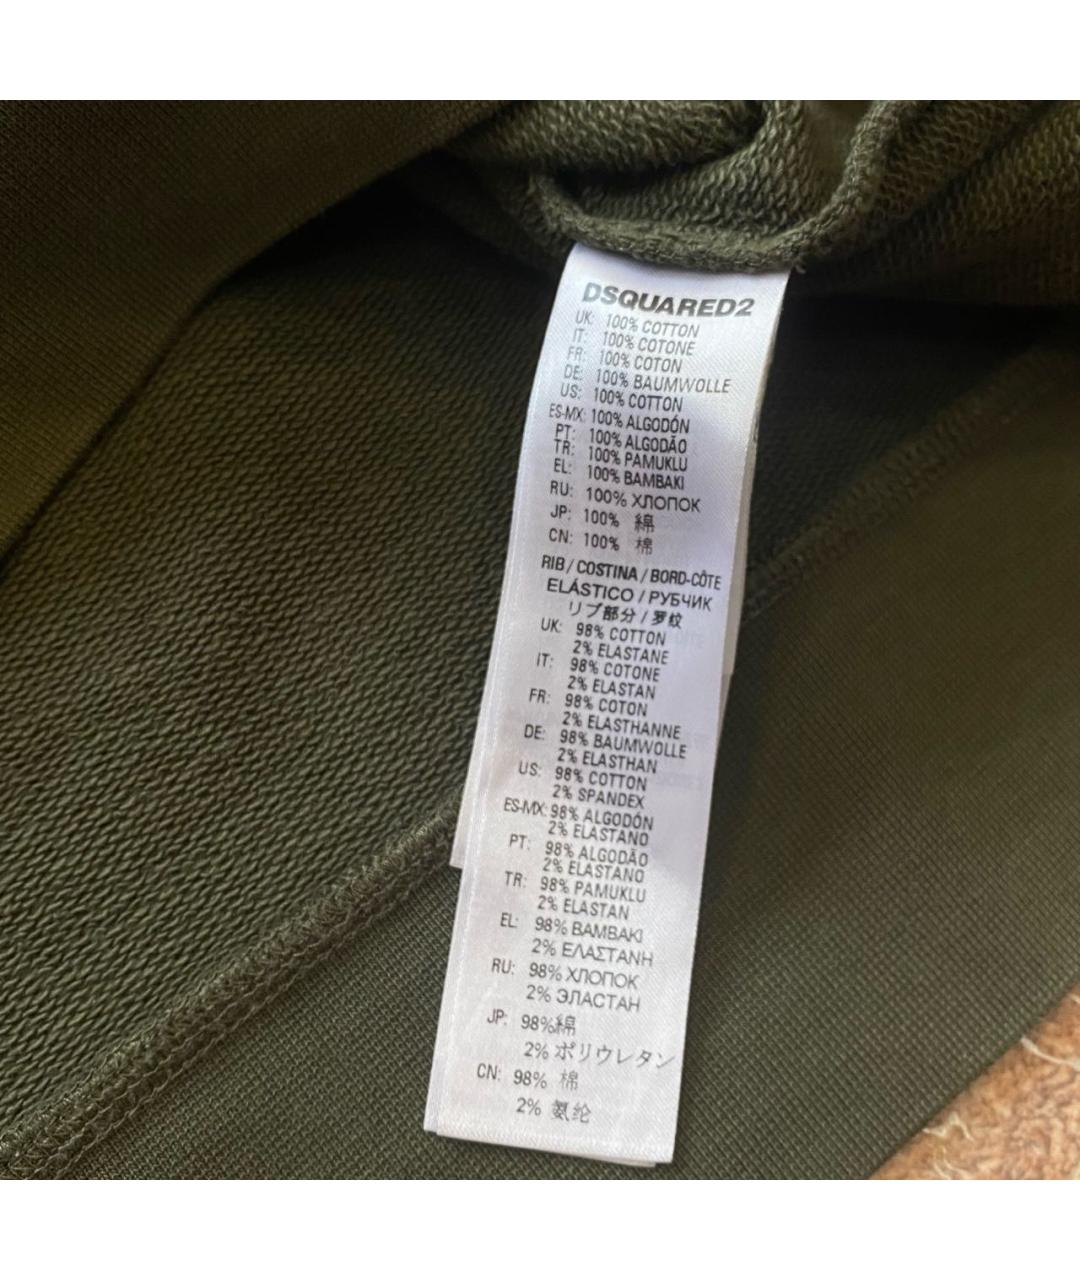 DSQUARED2
UK: 100% COTTON
IT: 100% COTONE
FR: 100% COTON
DE: 100% BAUMWOLLE
US: 100% COTTON
ES-MX: 100% ALGODÓN
PT: 100% ALGODÃO
TR: 100% PAMUKLU
EL: 100% BAMBAKI
RU: 100% ХЛОПОК
JP: 100% 綿
CN: 100% 棉
RIB / COSTINA / BORD-CÔTE
ELÁSTICO / РУБЧИК
リブ部分 / 罗纹
UK: 98% COTTON
2% ELASTANE
IT: 98% COTONE
2% ELASTAN
FR: 98% COTON
2% ELASTHANNE
DE: 98% BAUMWOLLE
2% ELASTHAN
US: 98% COTTON
2% SPANDEX
ES-MX: 98% ALGODÓN
2% ELASTANO
PT: 98% ALGODÃO
2% ELASTANO
TR: 98% PAMUKLU
2% ELASTAN
EL: 98% BAMBAKI
2% ΕΛΑΣΤΑΝΗ
RU: 98% ХЛОПОК
2% ЭЛАСТАН
JP: 98%綿
2% ポリウレタン
CN: 98% 棉
2% 氨纶